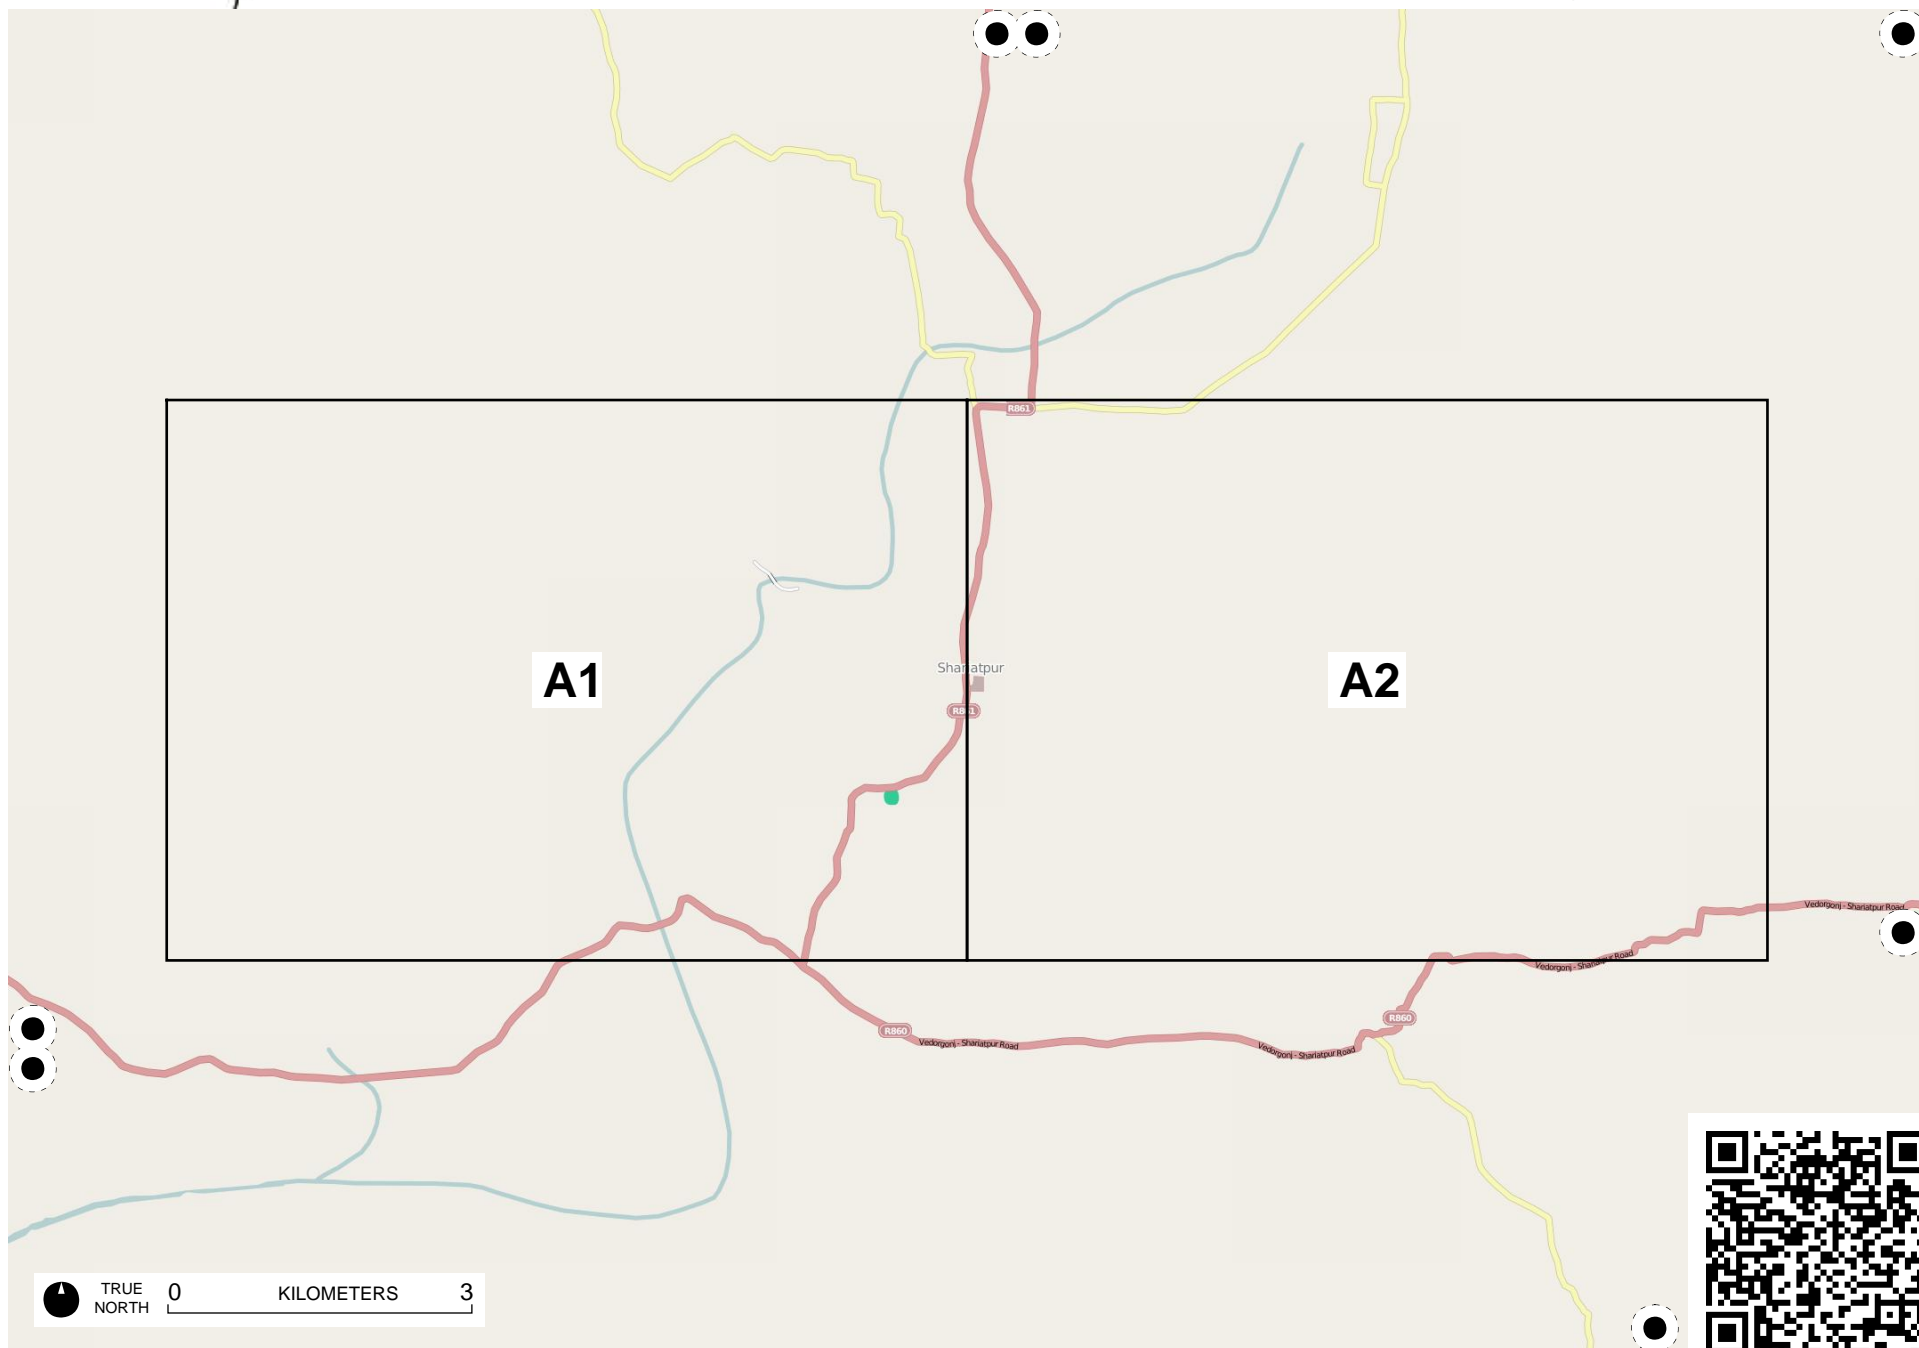 R861
Shariatpur
A1
A2
R861
Vedorgonj - Shariatpur Road
Vedorgonj - Shariatpur Road
R860
R860
Vedorgonj - Shariatpur Road
Vedorgonj - Shariatpur Road
TRUE
NORTH
0 KILOMETERS 3